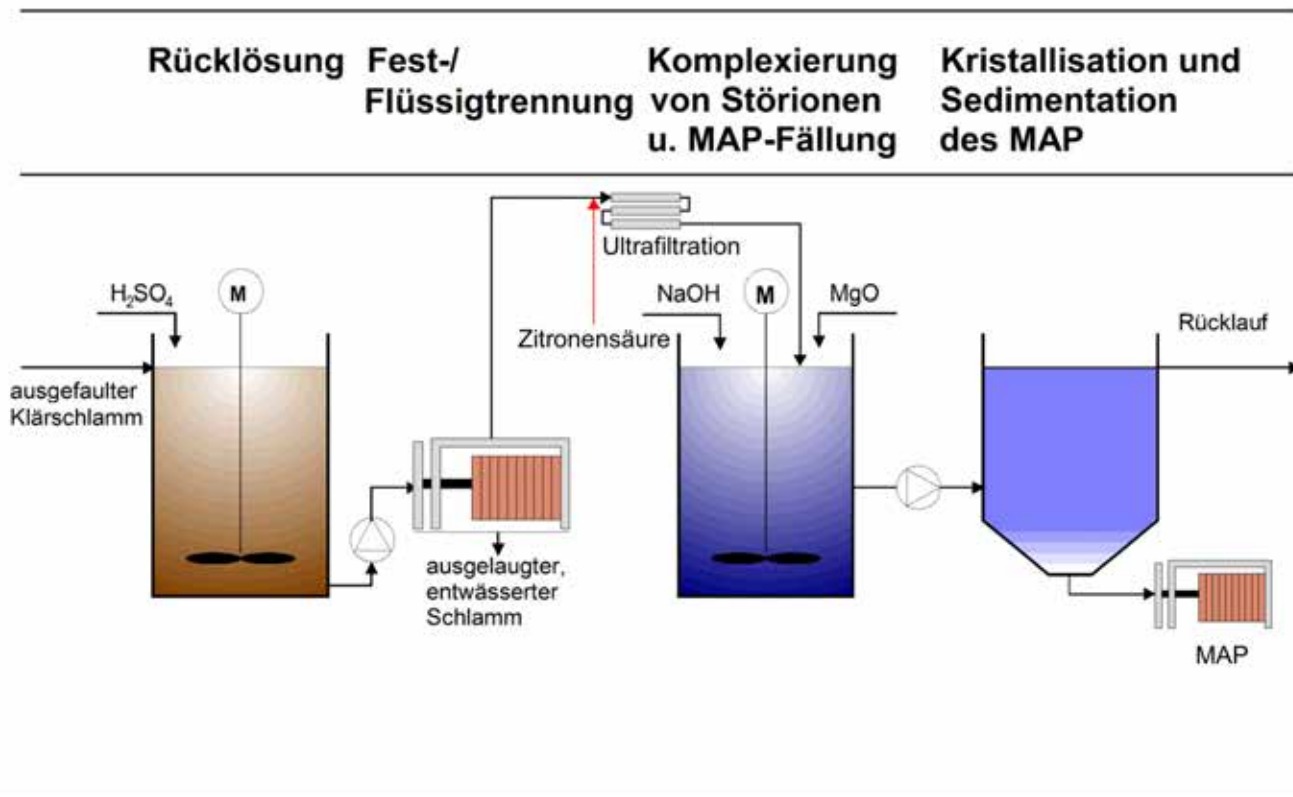 Rücklösung
Fest-/
Flüssigtrennung
Komplexierung
von Störionen
u. MAP-Fällung
Kristallisation und
Sedimentation
des MAP
H₂SO₄
M
ausgefaulter
Klärschlamm
ausgelaugter,
entwässerter
Schlamm
Zitronensäure
Ultrafiltration
NaOH
M
MgO
Rücklauf
MAP